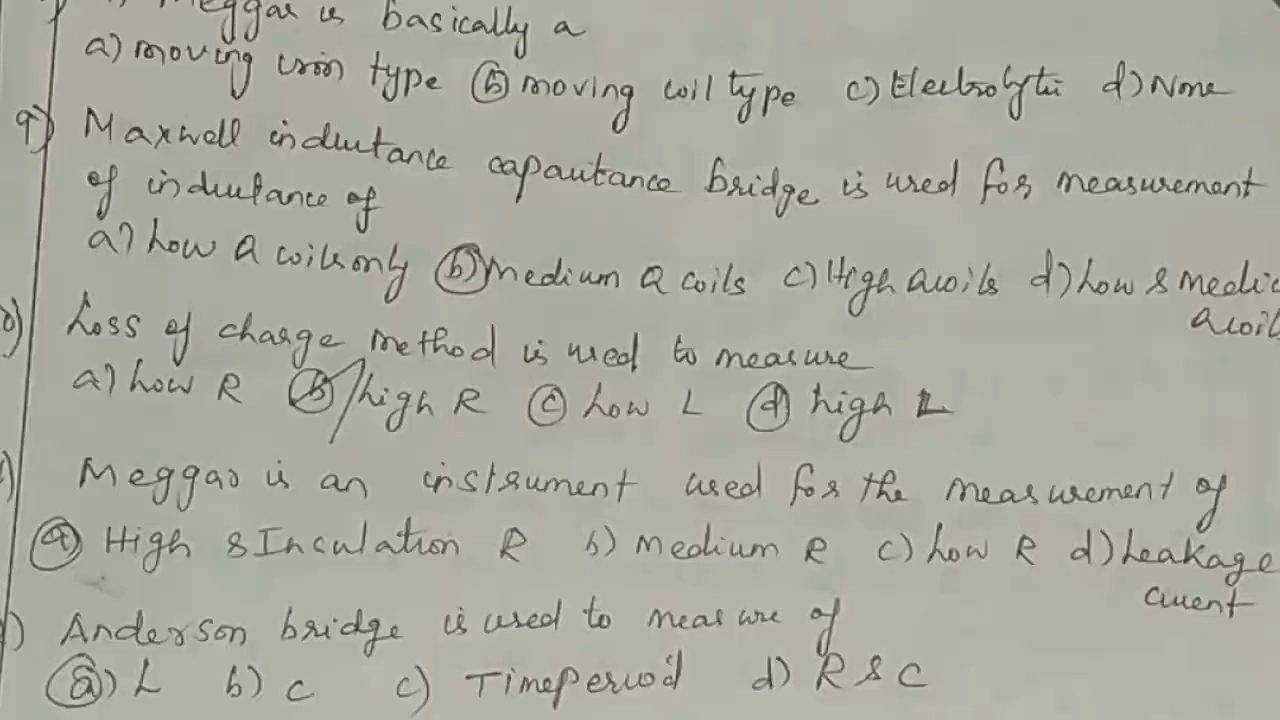 Meggar is basically a
a) moving iron type b) moving coil type c) Electrolytic d) None
9) Maxwell inductance capacitance bridge is used for measurement
of inductance of
a) Low Q coils only b) Medium Q coils c) High Q coils d) Low & Medi
Q coil
Loss of charge method is used to measure
a) Low R b) high R c) Low L d) high L
Meggar is an instrument used for the measurement of
a) High & Insulation R b) Medium R c) Low R d) Leakage
current
Anderson bridge is used to measure of
a) L b) C c) Time period d) R & C